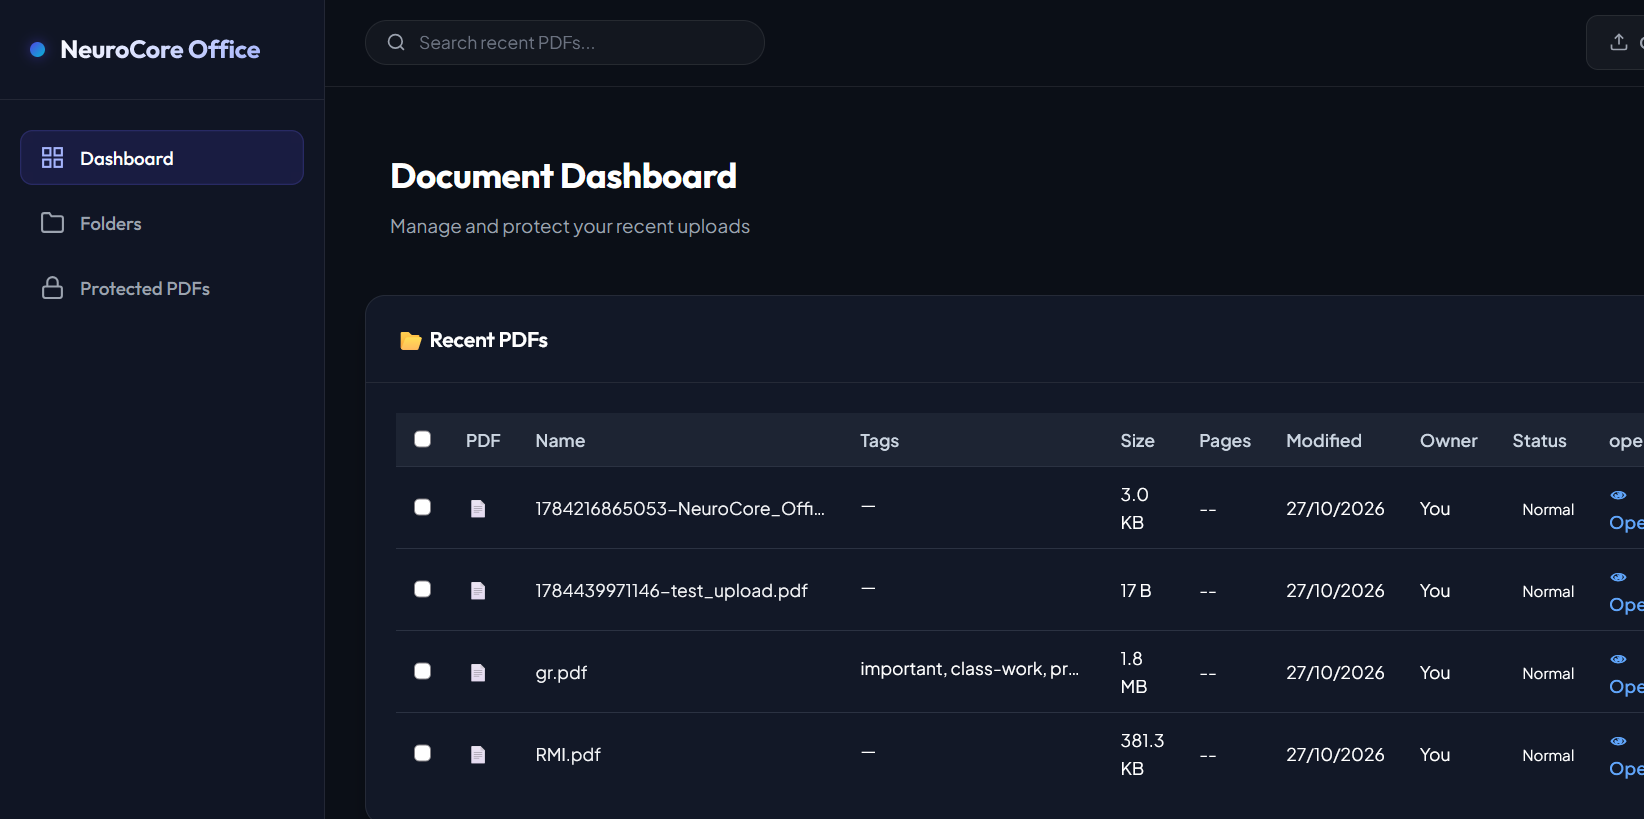 NeuroCore Office
Search recent PDFs...
Dashboard
Folders
Protected PDFs
Document Dashboard
Manage and protect your recent uploads
Recent PDFs
PDF Name Tags Size Pages Modified Owner Status ope
1784216865053-NeuroCore_Offi... — 3.0 KB -- 27/10/2026 You Normal Ope
1784439971146-test_upload.pdf — 17 B -- 27/10/2026 You Normal Ope
gr.pdf important, class-work, pr... 1.8 MB -- 27/10/2026 You Normal Ope
RMI.pdf — 381.3 KB -- 27/10/2026 You Normal Ope